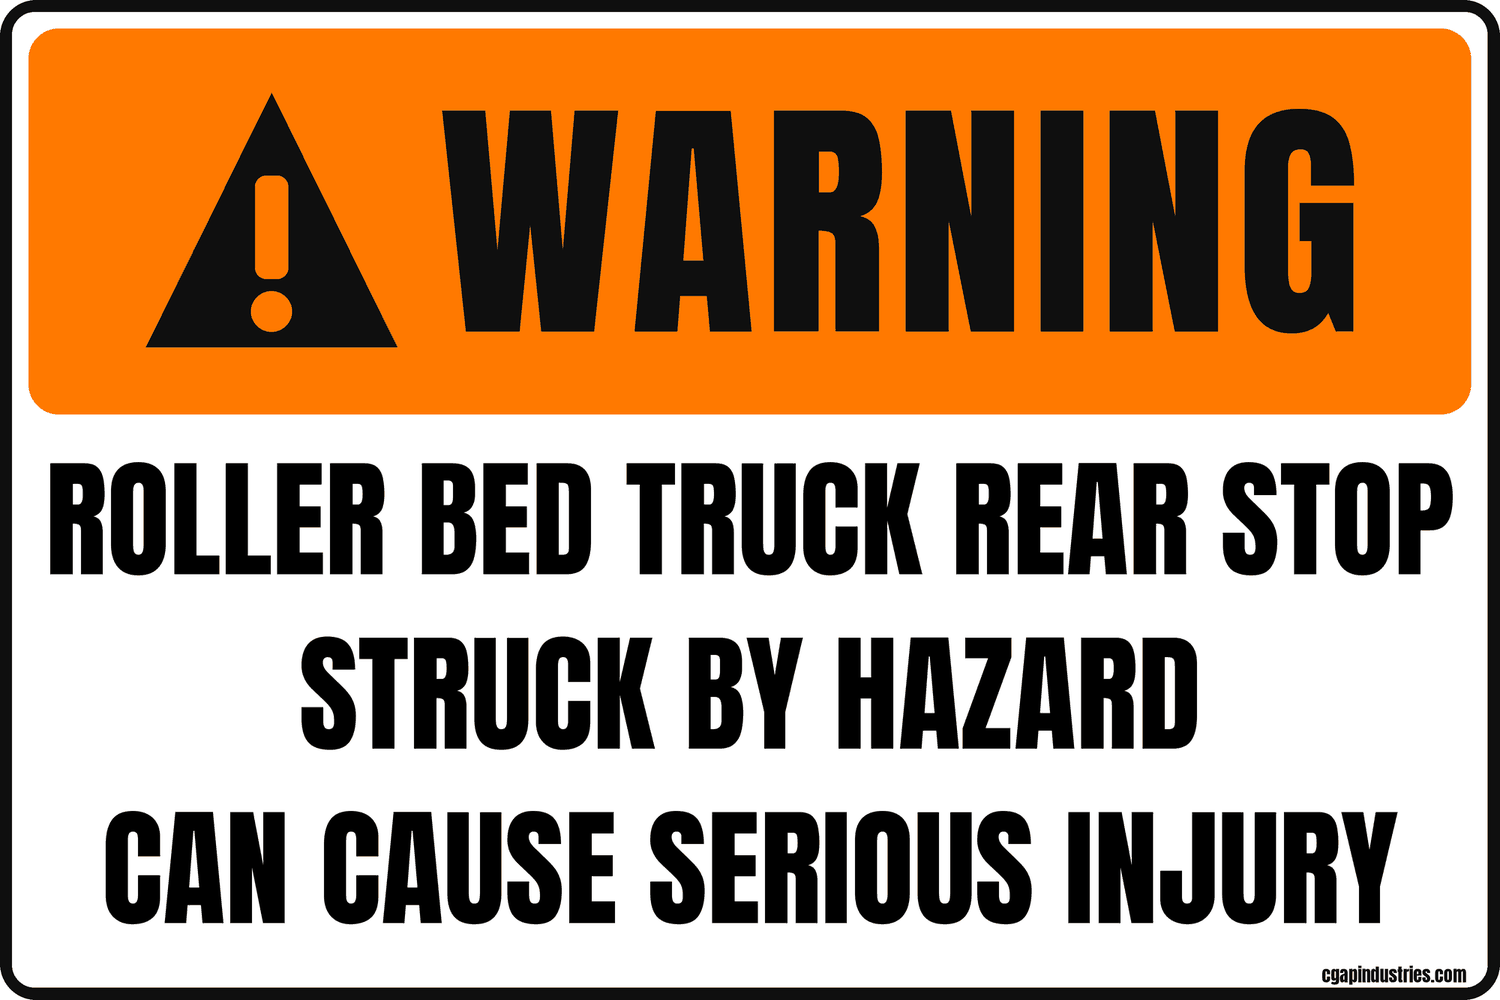 WARNING
ROLLER BED TRUCK REAR STOP
STRUCK BY HAZARD
CAN CAUSE SERIOUS INJURY
cgapindustries.com